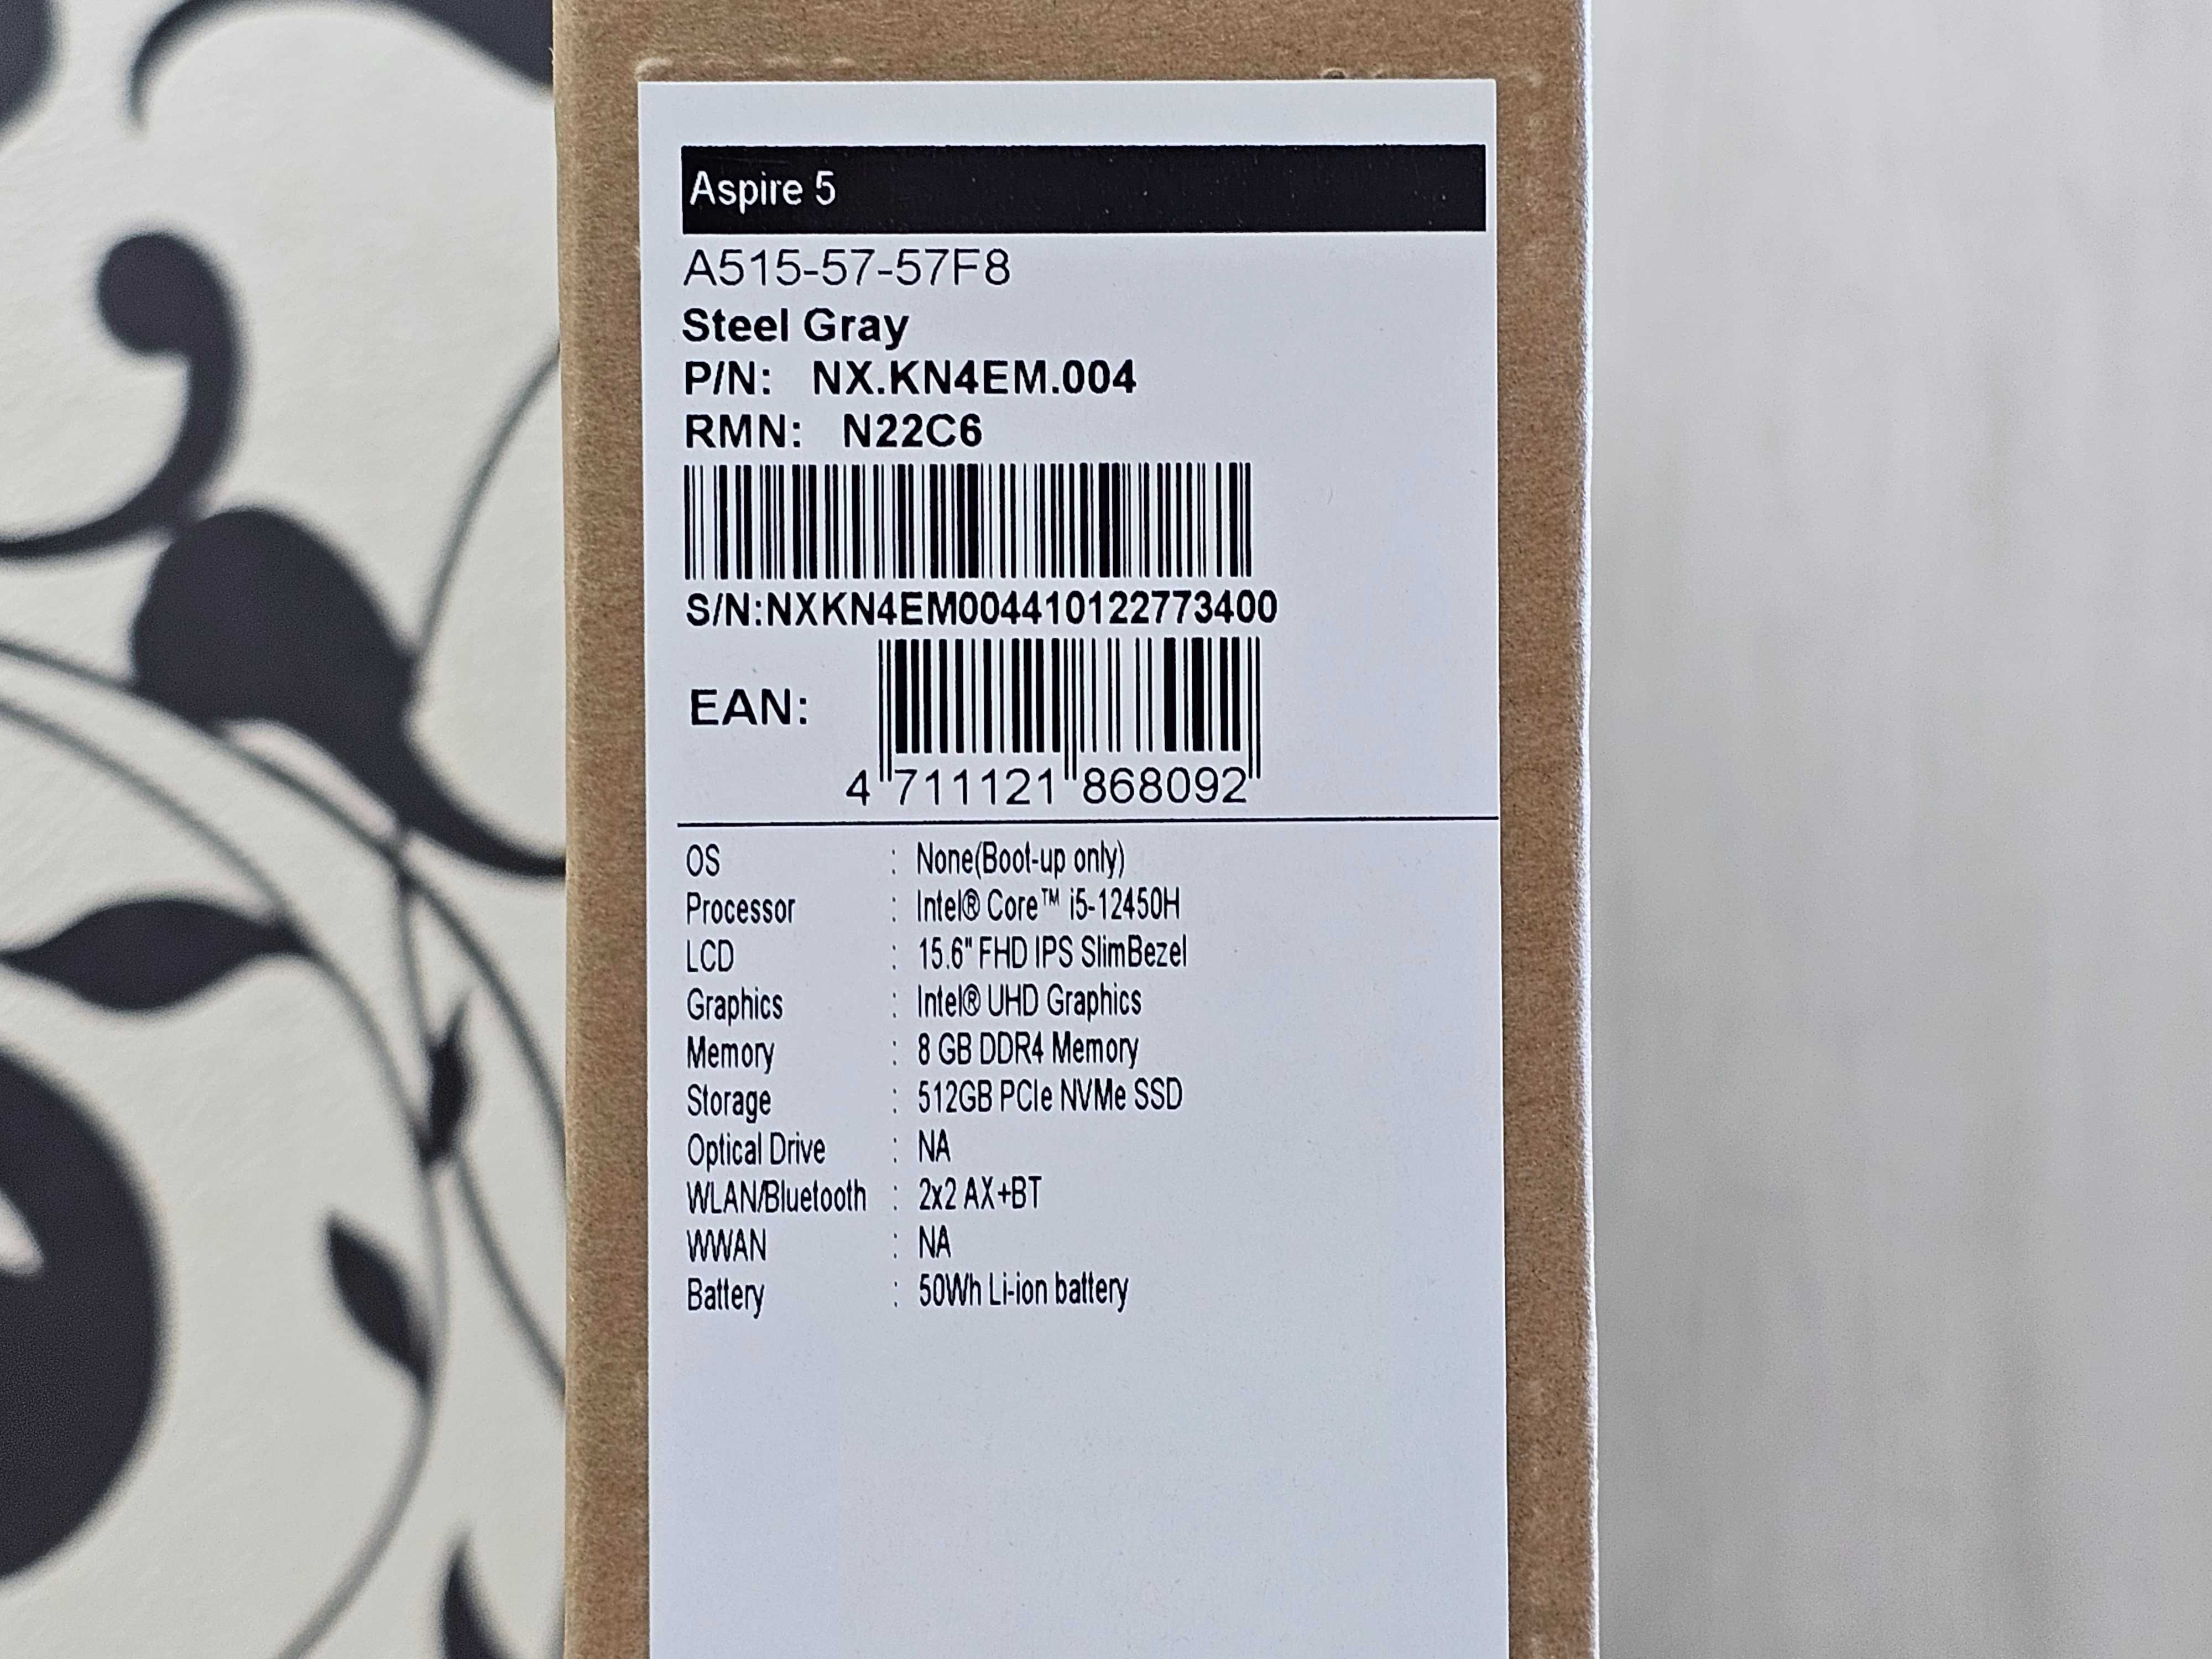 Aspire 5
A515-57-57F8
Steel Gray
P/N: NX.KN4EM.004
RMN: N22C6
S/N:NXKN4EM004410122773400
EAN:
4 711121 868092
OS : None(Boot-up only)
Processor : Intel® Core™ i5-12450H
LCD : 15.6" FHD IPS SlimBezel
Graphics : Intel® UHD Graphics
Memory : 8 GB DDR4 Memory
Storage : 512GB PCIe NVMe SSD
Optical Drive : NA
WLAN/Bluetooth : 2x2 AX+BT
WWAN : NA
Battery : 50Wh Li-ion battery